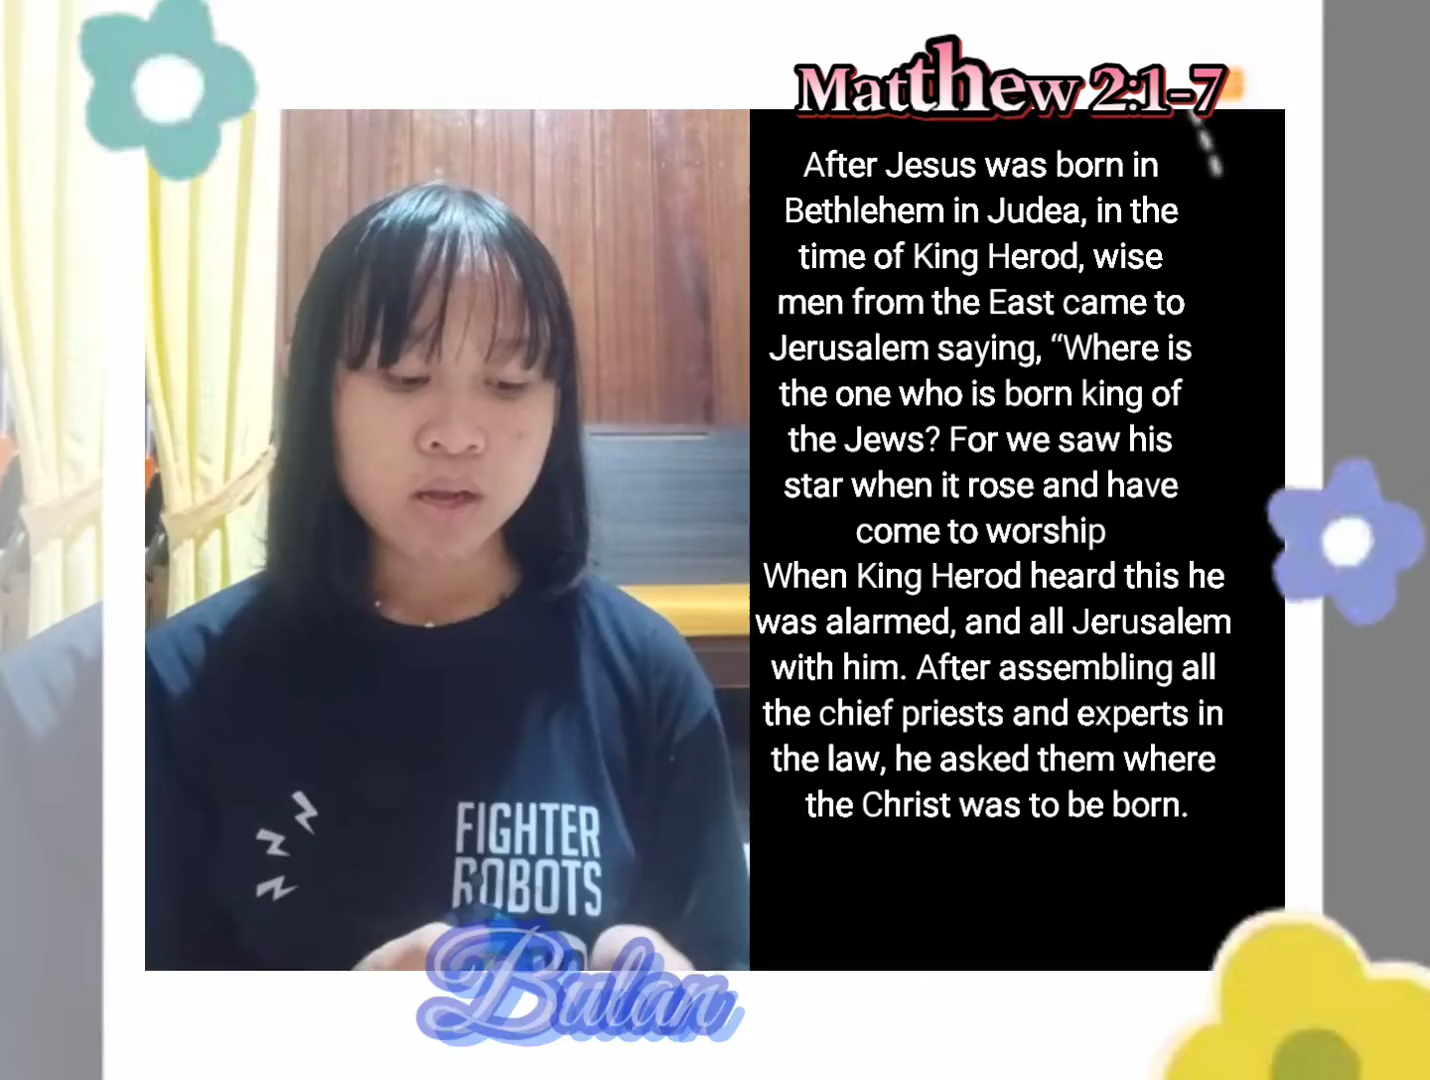 Matthew 2:1-7
After Jesus was born in
Bethlehem in Judea, in the
time of King Herod, wise
men from the East came to
Jerusalem saying, “Where is
the one who is born king of
the Jews? For we saw his
star when it rose and have
come to worship
When King Herod heard this he
was alarmed, and all Jerusalem
with him. After assembling all
the chief priests and experts in
the law, he asked them where
the Christ was to be born.
FIGHTER
ROBOTS
Bulan